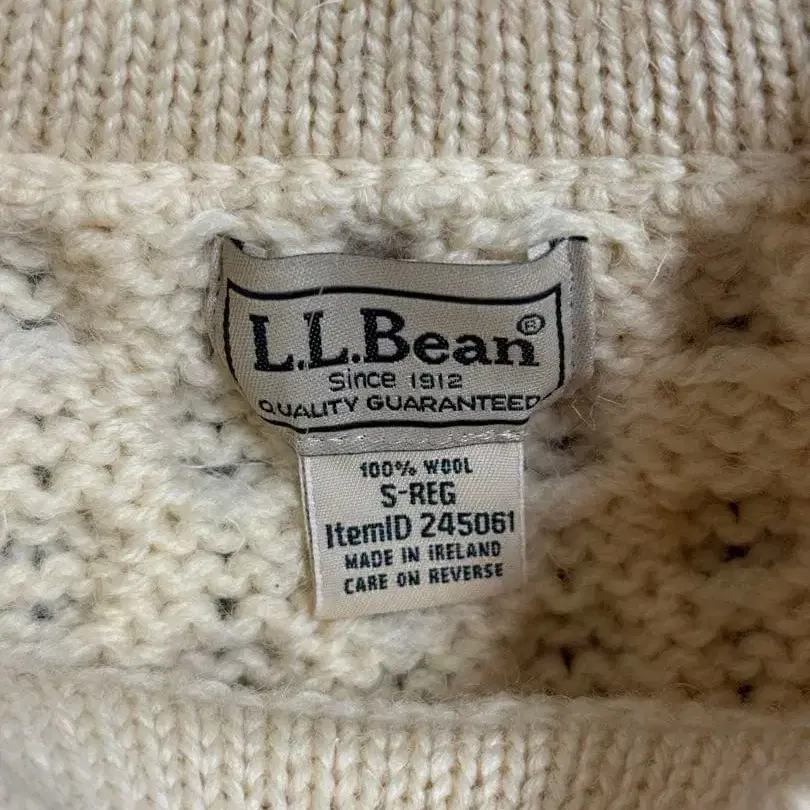 L.L.Bean®
Since 1912
QUALITY GUARANTEED
100% WOOL
S-REG
ItemID 245061
MADE IN IRELAND
CARE ON REVERSE